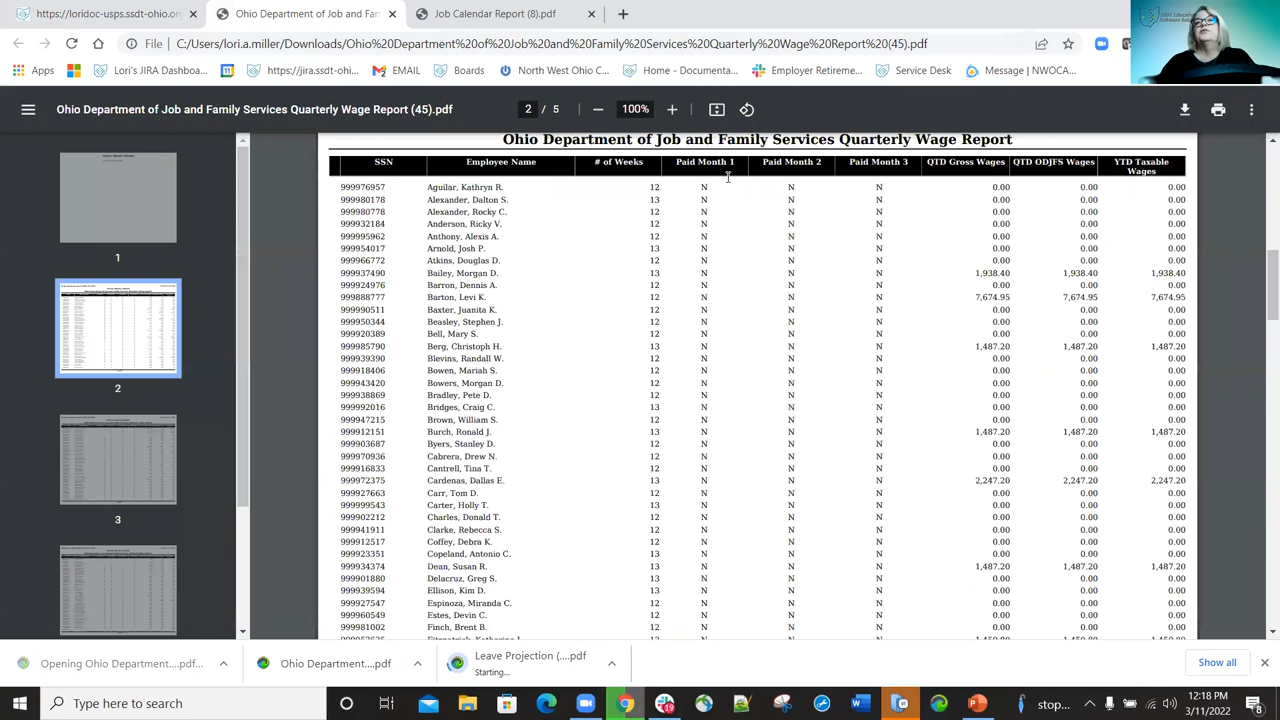 https://loridoc-usps.ssdt-ohio.org
Ohio Department of Job and Fam
Job Calendar Report (8).pdf
File
C:/Users/lori.a.miller/Downloads/Ohio%20Department%20of%20Job%20and%20Family%20Services%20Quarterly%20Wage%20Report%20(45).pdf
Apps
Lori's JIRA Dashboa...
https://jira.ssdt-ohi...
EMAIL
Boards
North West Ohio C...
Home - Documenta...
Employer Retireme...
Service Desk
Message | NWOCA...
Ohio Department of Job and Family Services Quarterly Wage Report (45).pdf
2 / 5
100%
1
2
3
Ohio Department of Job and Family Services Quarterly Wage Report
SSN Employee Name # of Weeks Paid Month 1 Paid Month 2 Paid Month 3 QTD Gross Wages QTD ODJFS Wages YTD Taxable Wages
999976957 Aguilar, Kathryn R. 12 N N N 0.00 0.00 0.00
999980178 Alexander, Dalton S. 13 N N N 0.00 0.00 0.00
999980778 Alexander, Rocky C. 12 N N N 0.00 0.00 0.00
999932184 Anderson, Ricky V. 12 N N N 0.00 0.00 0.00
999995962 Anthony, Alexis A. 12 N N N 0.00 0.00 0.00
999954017 Arnold, Josh P. 13 N N N 0.00 0.00 0.00
999966772 Atkins, Douglas D. 12 N N N 0.00 0.00 0.00
999937490 Bailey, Morgan D. 13 N N N 1,938.40 1,938.40 1,938.40
999924976 Barron, Dennis A. 12 N N N 0.00 0.00 0.00
999888777 Barton, Levi K. 12 N N N 7,674.95 7,674.95 7,674.95
999990511 Baxter, Juanita K. 12 N N N 0.00 0.00 0.00
999950344 Beasley, Stephen J. 12 N N N 0.00 0.00 0.00
999920389 Bell, Mary S. 12 N N N 0.00 0.00 0.00
999985790 Berg, Christoph H. 13 N N N 1,487.20 1,487.20 1,487.20
999939390 Blevins, Randall W. 12 N N N 0.00 0.00 0.00
999918406 Bowen, Mariah S. 12 N N N 0.00 0.00 0.00
999943420 Bowers, Morgan D. 12 N N N 0.00 0.00 0.00
999938869 Bradley, Pete D. 12 N N N 0.00 0.00 0.00
999992016 Bridges, Craig C. 13 N N N 0.00 0.00 0.00
999947215 Brown, William S. 12 N N N 0.00 0.00 0.00
999912151 Burch, Ronald J. 13 N N N 1,487.20 1,487.20 1,487.20
999903687 Byers, Stanley D. 12 N N N 0.00 0.00 0.00
999970936 Cabrera, Drew N. 12 N N N 0.00 0.00 0.00
999916833 Cantrell, Tina T. 12 N N N 0.00 0.00 0.00
999972375 Cardenas, Dallas E. 13 N N N 2,247.20 2,247.20 2,247.20
999927663 Carr, Tom D. 12 N N N 0.00 0.00 0.00
999999543 Carter, Holly T. 13 N N N 0.00 0.00 0.00
999902212 Charles, Donald T. 12 N N N 0.00 0.00 0.00
999941911 Clarke, Rebecca S. 13 N N N 0.00 0.00 0.00
999912517 Coffey, Debra K. 12 N N N 0.00 0.00 0.00
999923351 Copeland, Antonio C. 13 N N N 0.00 0.00 0.00
999934374 Dean, Susan R. 13 N N N 1,487.20 1,487.20 1,487.20
999901880 Delacruz, Greg S. 13 N N N 0.00 0.00 0.00
999939594 Ellison, Kim D. 13 N N N 0.00 0.00 0.00
999927547 Espinoza, Miranda C. 12 N N N 0.00 0.00 0.00
999960549 Estes, Devin C. 12 N N N 0.00 0.00 0.00
999981002 Finch, Brent B. 12 N N N 0.00 0.00 0.00
Opening Ohio Department....pdf...
Ohio Department....pdf
Leave Projection (....pdf
Starting...
Show all
Type here to search
19
stop...
12:18 PM
3/11/2022
8